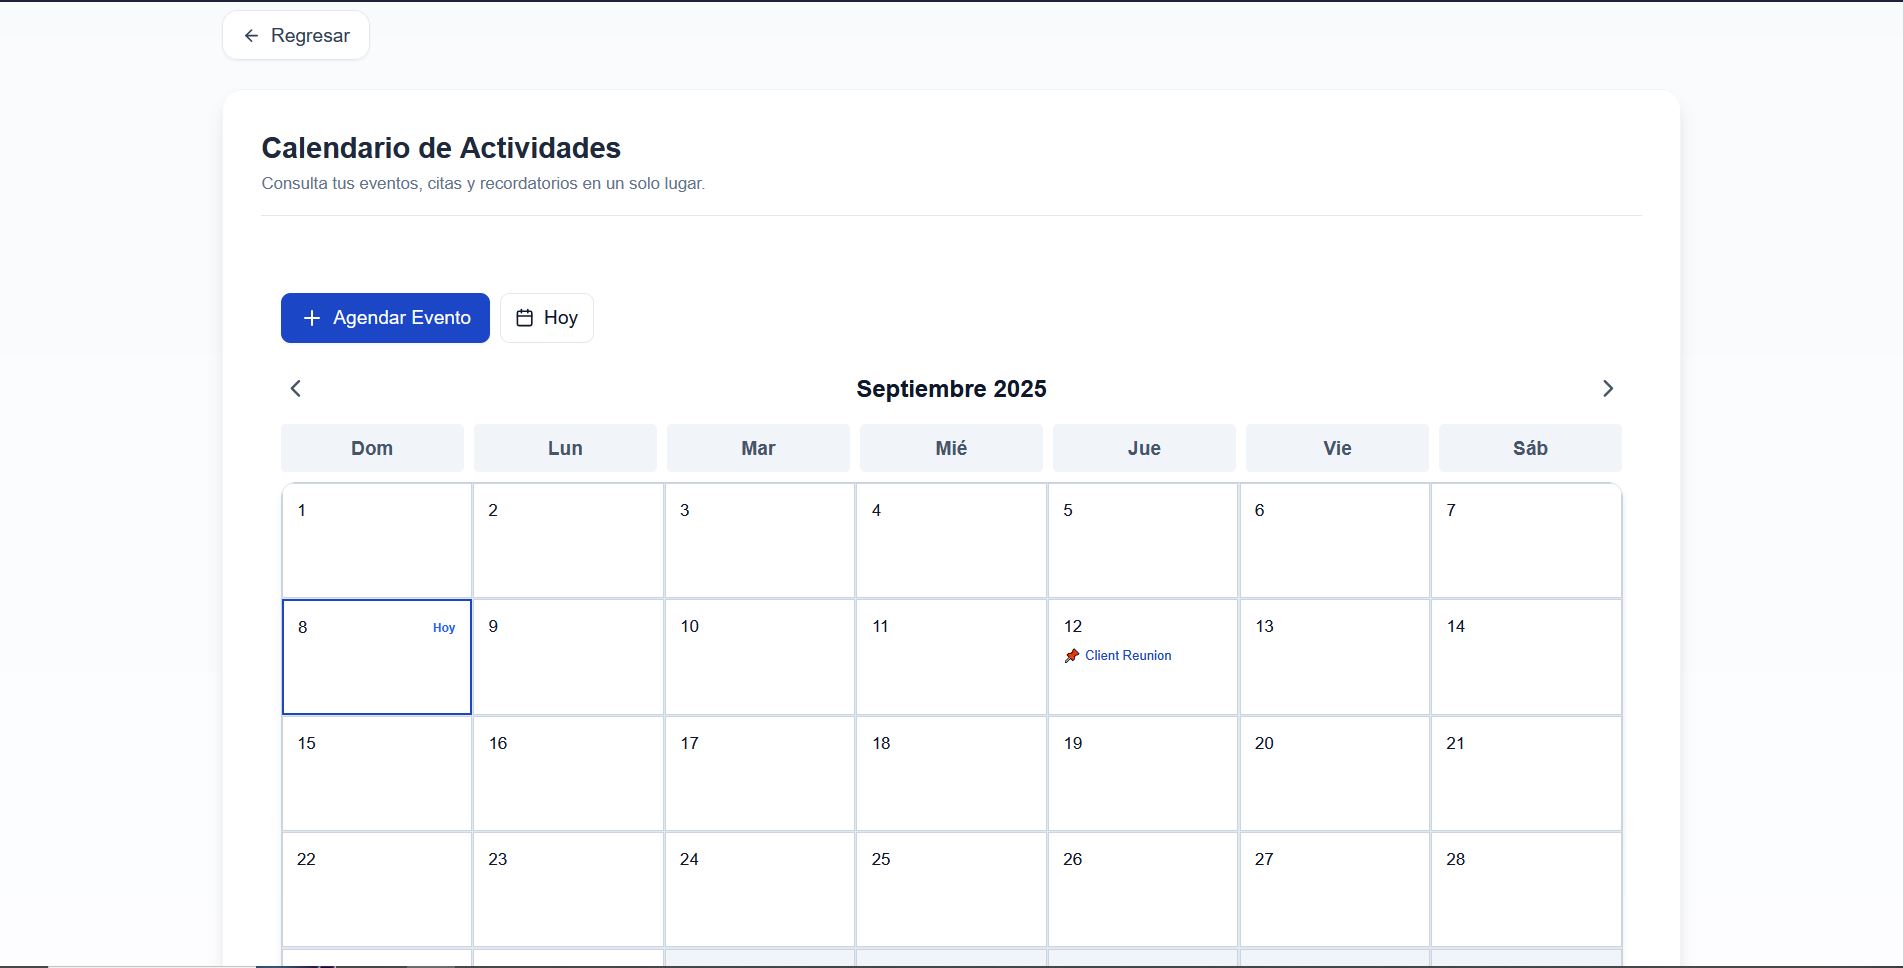 Regresar
Calendario de Actividades
Consulta tus eventos, citas y recordatorios en un solo lugar.
Agendar Evento Hoy
Septiembre 2025
Dom Lun Mar Mié Jue Vie Sáb
1 2 3 4 5 6 7
8 Hoy 9 10 11 12 13 14
Client Reunion
15 16 17 18 19 20 21
22 23 24 25 26 27 28